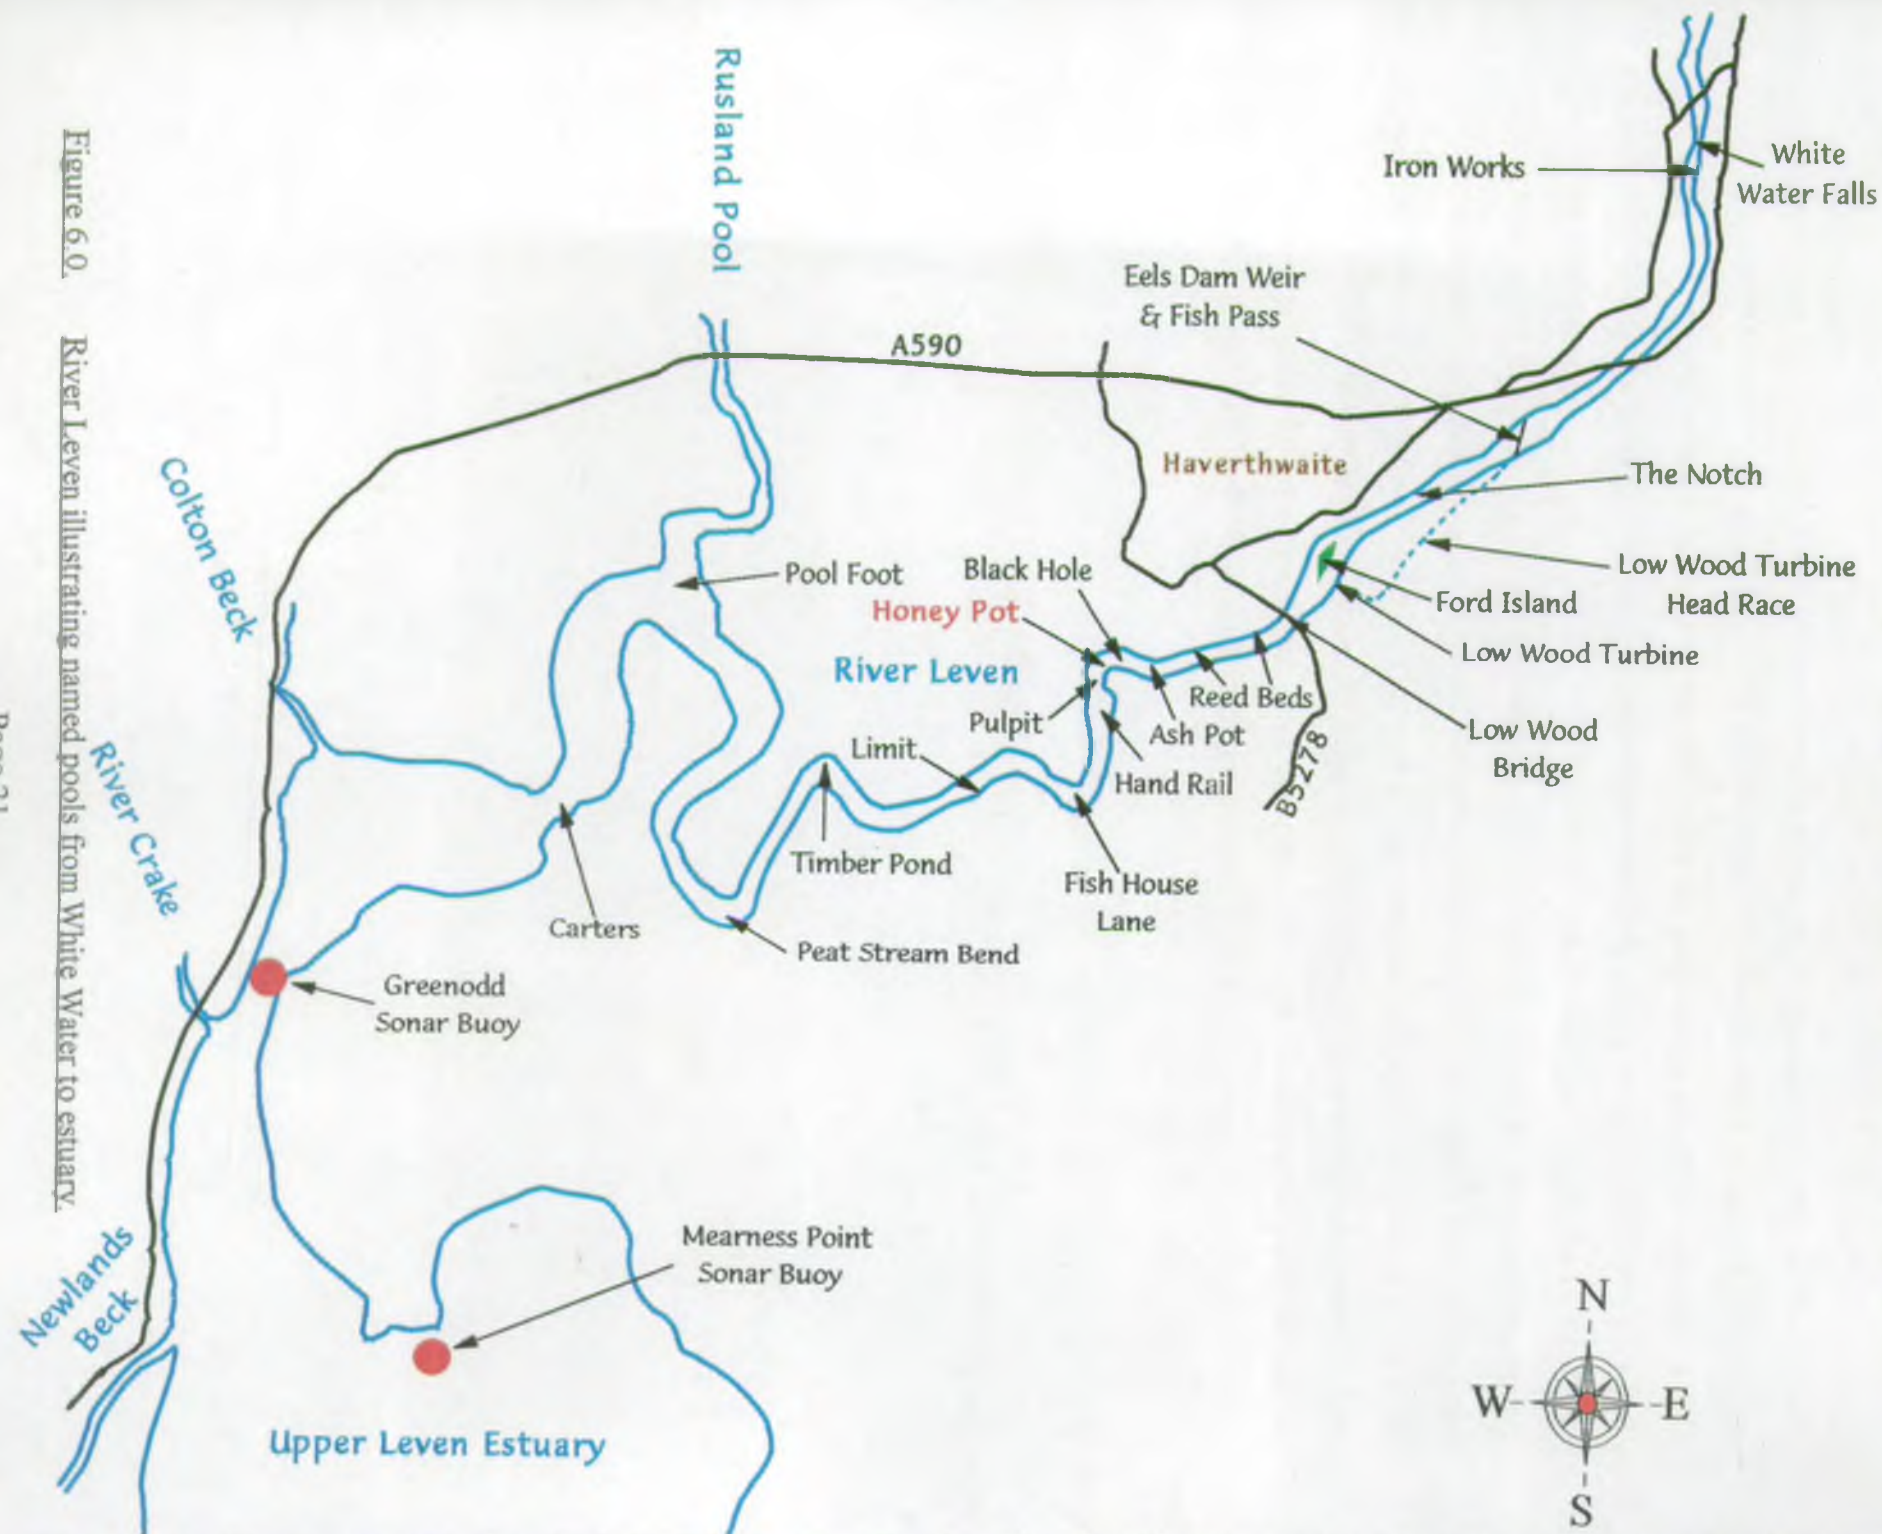 Rusland Pool
White
Water Falls
Iron Works
Eels Dam Weir
& Fish Pass
A590
Haverthwaite
The Notch
Low Wood Turbine
Head Race
Ford Island
Low Wood Turbine
Low Wood
Bridge
Colton Beck
Pool Foot
Black Hole
Honey Pot
River Leven
Pulpit
Reed Beds
Ash Pot
Hand Rail
B5278
Limit
Timber Pond
Fish House
Lane
River Crake
Carters
Peat Stream Bend
Greenodd
Sonar Buoy
Newlands
Beck
Mearness Point
Sonar Buoy
Upper Leven Estuary
N
W
E
S
Figure 6.0. River Leven illustrating named pools from White Water to estuary.